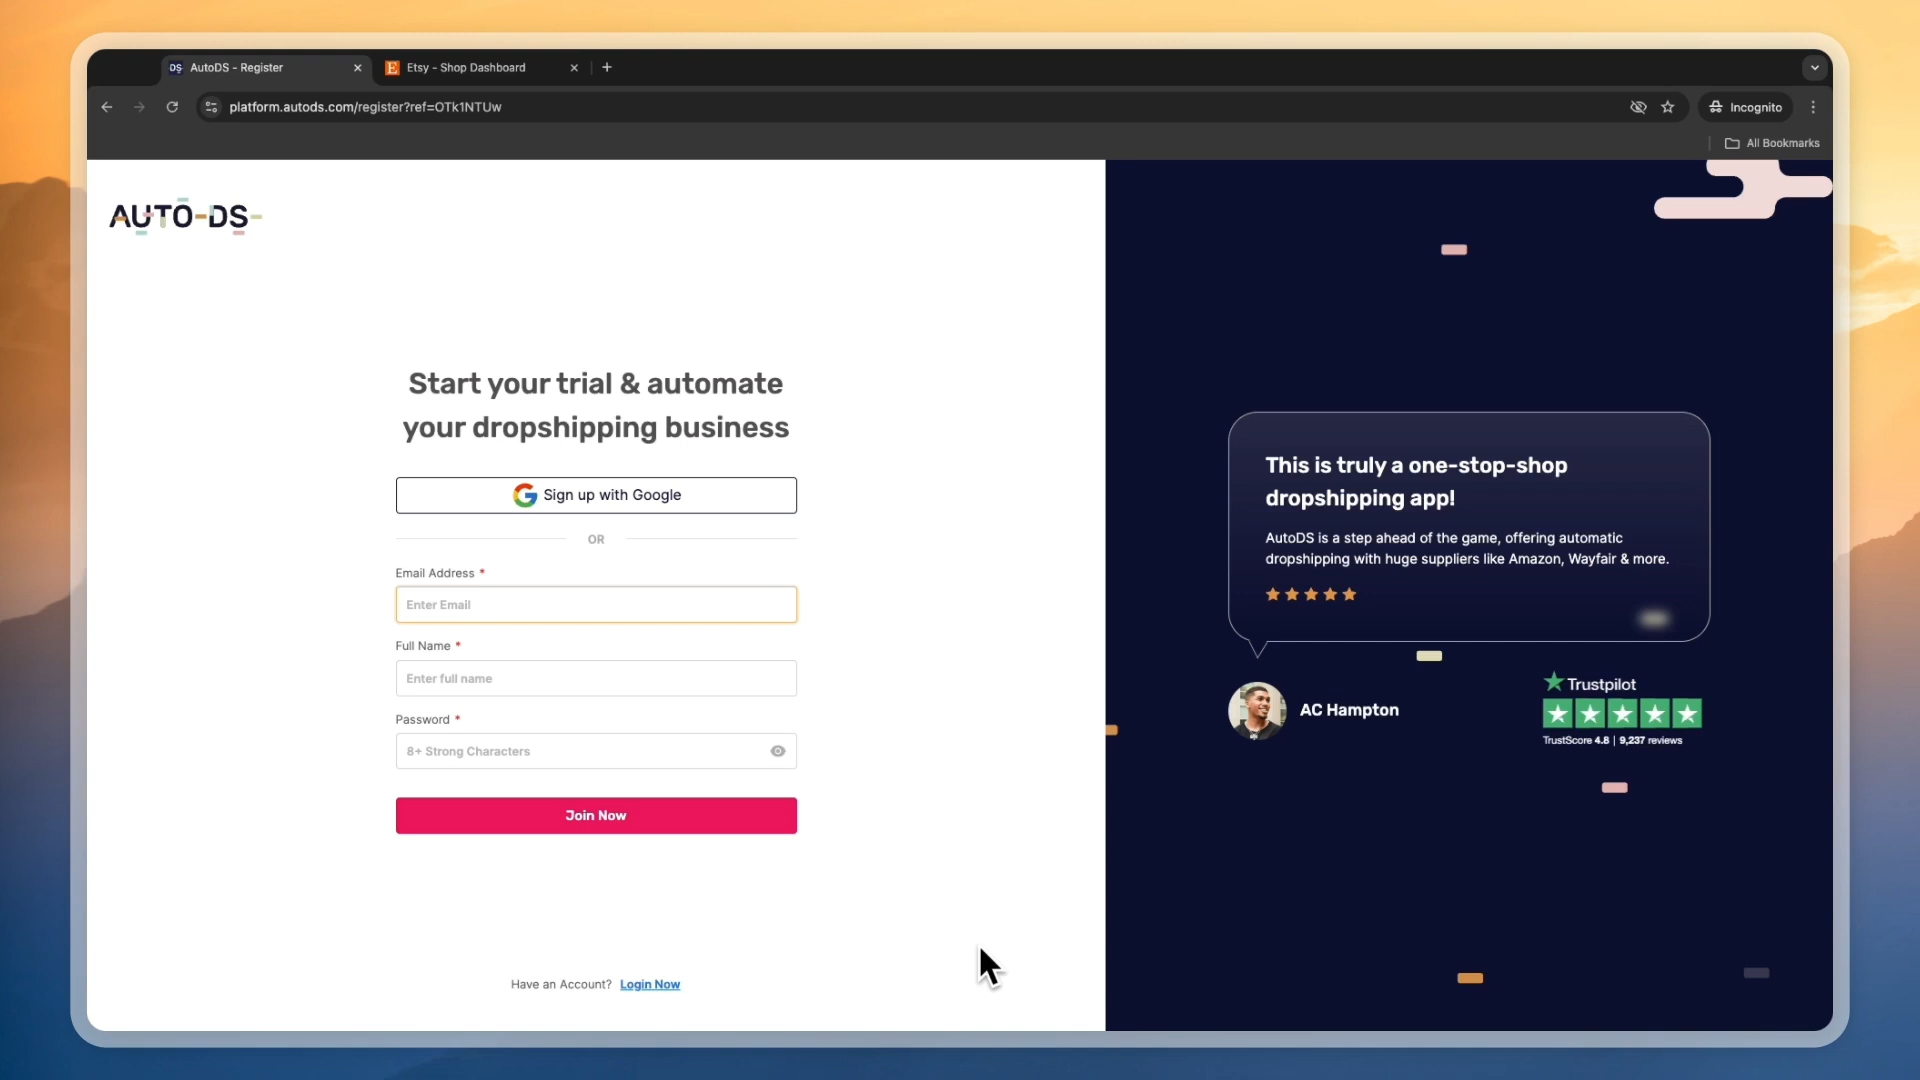 DS AutoDS - Register
E Etsy - Shop Dashboard
platform.autods.com/register?ref=OTk1NTUw
Incognito
All Bookmarks
AUTO-DS-
Start your trial & automate
your dropshipping business
Sign up with Google
OR
Email Address *
Enter Email
Full Name *
Enter full name
Password *
8+ Strong Characters
Join Now
Have an Account? Login Now
This is truly a one-stop-shop
dropshipping app!
AutoDS is a step ahead of the game, offering automatic
dropshipping with huge suppliers like Amazon, Wayfair & more.
AC Hampton
Trustpilot
TrustScore 4.8 | 9,237 reviews